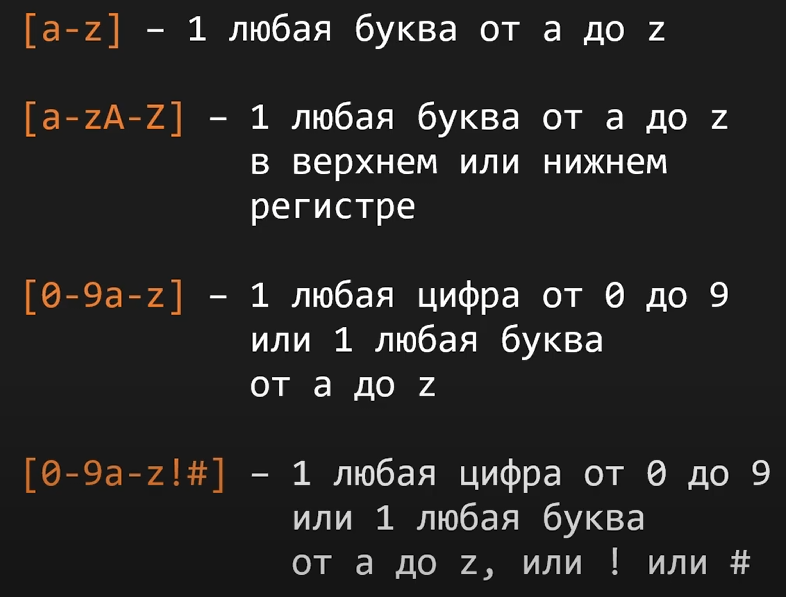 [a-z] – 1 любая буква от a до z
[a-zA-Z] – 1 любая буква от a до z
в верхнем или нижнем
регистре
[0-9a-z] – 1 любая цифра от 0 до 9
или 1 любая буква
от a до z
[0-9a-z!#] – 1 любая цифра от 0 до 9
или 1 любая буква
от a до z, или ! или #